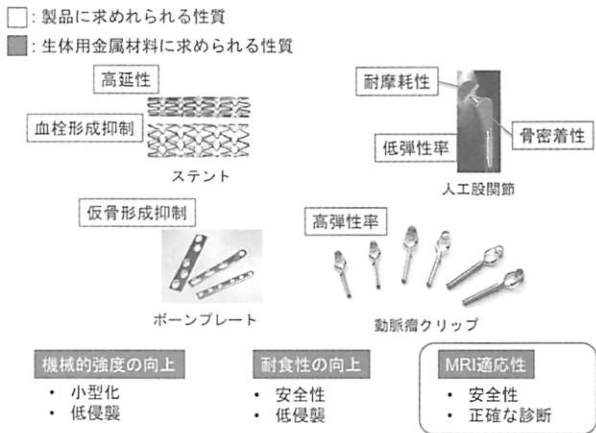 ：製品に求めれられる性質
：生体用金属材料に求められる性質
高延性
血栓形成抑制
ステント
耐摩耗性
低弾性率
骨密着性
人工股関節
仮骨形成抑制
ボーンプレート
高弾性率
動脈瘤クリップ
機械的強度の向上
・ 小型化
・ 低侵襲
耐食性の向上
・ 安全性
・ 低侵襲
MRI適応性
・ 安全性
・ 正確な診断